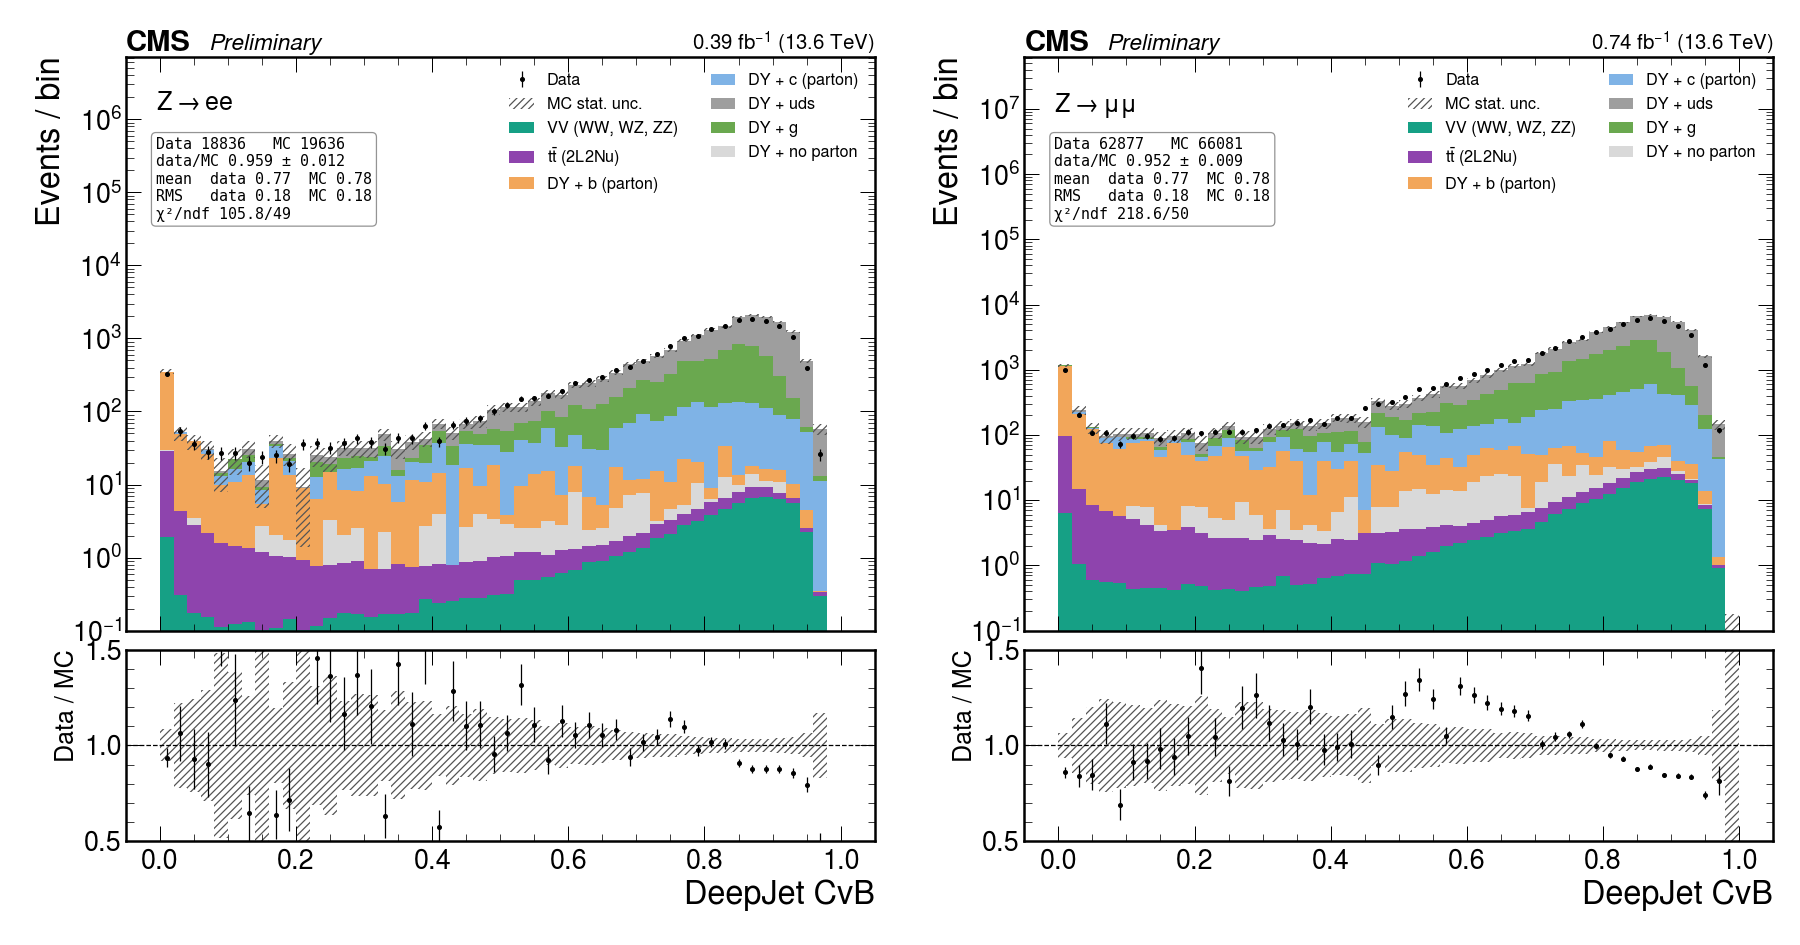 CMS Preliminary 0.39 fb⁻¹ (13.6 TeV)
Events / bin
Z → ee
Data 18836 MC 19636
data/MC 0.959 ± 0.012
mean data 0.77 MC 0.78
RMS data 0.18 MC 0.18
χ²/ndf 105.8/49
Data
MC stat. unc.
VV (WW, WZ, ZZ)
tt̄ (2L2Nu)
DY + b (parton)
DY + c (parton)
DY + uds
DY + g
DY + no parton
10⁶
10⁵
10⁴
10³
10²
10¹
10⁰
10⁻¹
Data / MC
1.5
1.0
0.5
0.0 0.2 0.4 0.6 0.8 1.0
DeepJet CvB
CMS Preliminary 0.74 fb⁻¹ (13.6 TeV)
Events / bin
Z → μμ
Data 62877 MC 66081
data/MC 0.952 ± 0.009
mean data 0.77 MC 0.78
RMS data 0.18 MC 0.18
χ²/ndf 218.6/50
Data
MC stat. unc.
VV (WW, WZ, ZZ)
tt̄ (2L2Nu)
DY + b (parton)
DY + c (parton)
DY + uds
DY + g
DY + no parton
10⁷
10⁶
10⁵
10⁴
10³
10²
10¹
10⁰
10⁻¹
Data / MC
1.5
1.0
0.5
0.0 0.2 0.4 0.6 0.8 1.0
DeepJet CvB